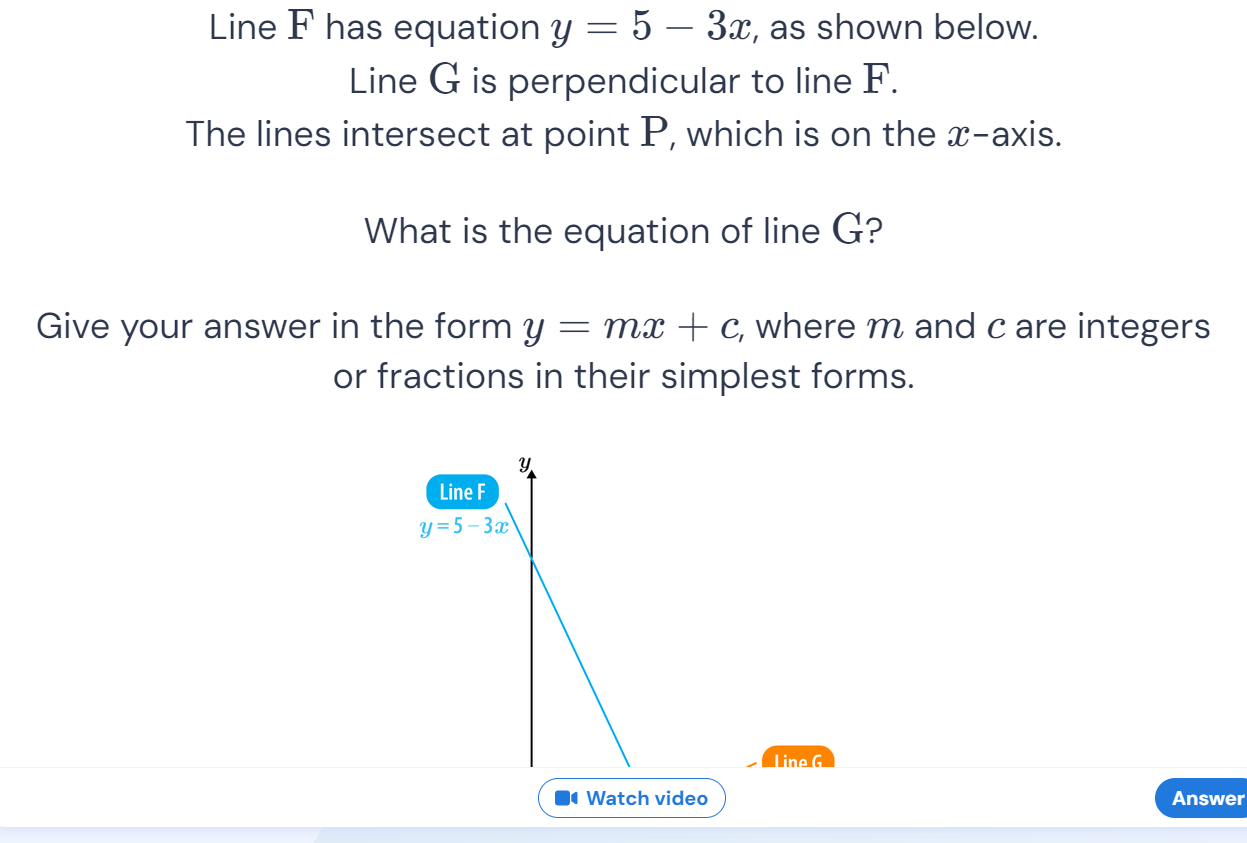 Line F has equation y = 5 − 3x, as shown below.
Line G is perpendicular to line F.
The lines intersect at point P, which is on the x-axis.
What is the equation of line G?
Give your answer in the form y = mx + c, where m and c are integers
or fractions in their simplest forms.
y
Line F
y = 5 − 3x
Line G
Watch video
Answer